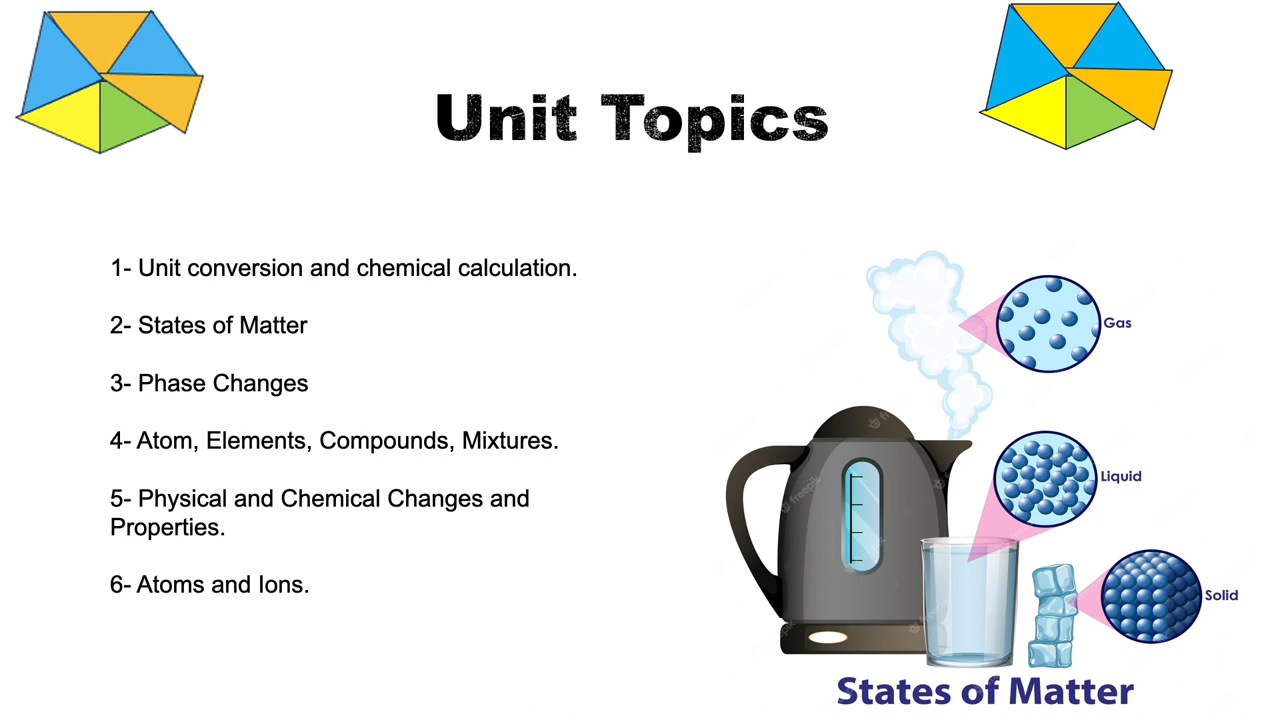 Unit Topics
1- Unit conversion and chemical calculation.
2- States of Matter
3- Phase Changes
4- Atom, Elements, Compounds, Mixtures.
5- Physical and Chemical Changes and
Properties.
6- Atoms and Ions.
Gas
Liquid
Solid
States of Matter